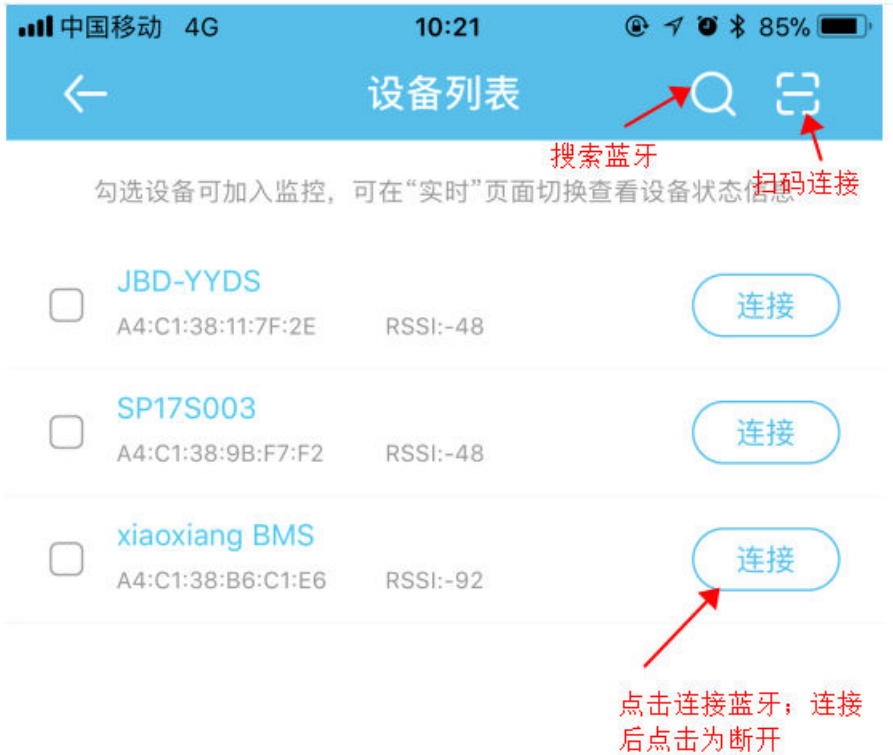 中国移动 4G 10:21 85%
设备列表
搜索蓝牙
扫码连接
勾选设备可加入监控，可在“实时”页面切换查看设备状态信息
JBD-YYDS
A4:C1:38:11:7F:2E RSSI:-48
连接
SP17S003
A4:C1:38:9B:F7:F2 RSSI:-48
连接
xiaoxiang BMS
A4:C1:38:B6:C1:E6 RSSI:-92
连接
点击连接蓝牙；连接
后点击为断开